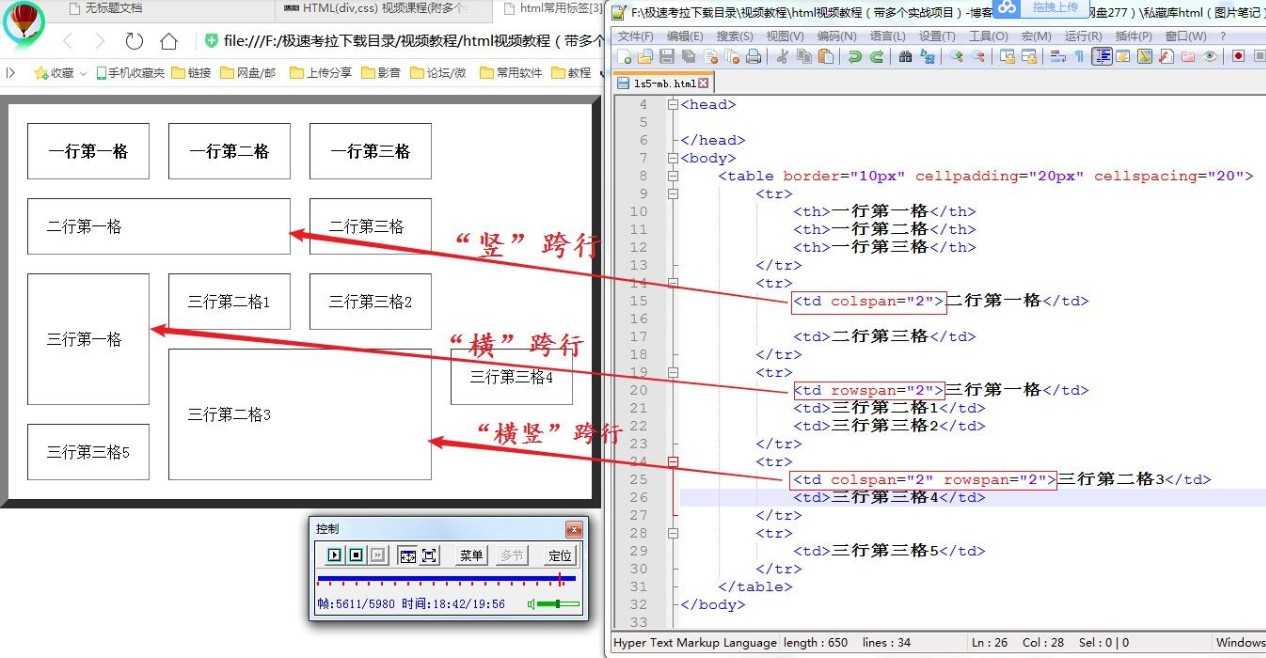 无标题文档
HTML(div,css) 视频课程(附多个
html常用标签[3]
file:///F:/极速考拉下载目录/视频教程/html视频教程（带多个
收藏
手机收藏夹
链接
网盘/邮
上传分享
影音
论坛/微
常用软件
教程
一行第一格
一行第二格
一行第三格
二行第一格
二行第三格
三行第一格
三行第二格1
三行第三格2
三行第二格3
三行第三格4
三行第三格5
“竖”跨行
“横”跨行
“横竖”跨行
控制
菜单
多节
定位
帧:5611/5980 时间:18:42/19:56
F:\极速考拉下载目录\视频教程\html视频教程（带多个实战项目）-博客
网盘277）\私藏库html（图片笔记）
拖拽上传
文件(F) 编辑(E) 搜索(S) 视图(V) 编码(N) 语言(L) 设置(T) 工具(O) 宏(M) 运行(R) 插件(P) 窗口(W) ?
ls5-mb.html
4 <head>
5
6 </head>
7 <body>
8 <table border="10px" cellpadding="20px" cellspacing="20">
9 <tr>
10 <th>一行第一格</th>
11 <th>一行第二格</th>
12 <th>一行第三格</th>
13 </tr>
14 <tr>
15 <td colspan="2">二行第一格</td>
16
17 <td>二行第三格</td>
18 </tr>
19 <tr>
20 <td rowspan="2">三行第一格</td>
21 <td>三行第二格1</td>
22 <td>三行第三格2</td>
23 </tr>
24 <tr>
25 <td colspan="2" rowspan="2">三行第二格3</td>
26 <td>三行第三格4</td>
27 </tr>
28 <tr>
29 <td>三行第三格5</td>
30 </tr>
31 </table>
32 </body>
33
Hyper Text Markup Language length : 650 lines : 34 Ln : 26 Col : 28 Sel : 0 | 0 Windows